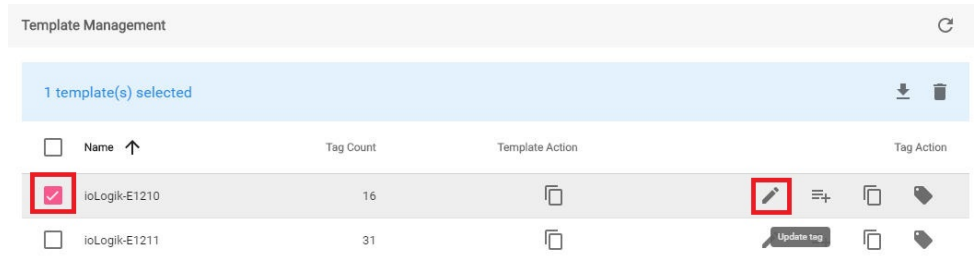 Template Management
1 template(s) selected
Name Tag Count Template Action Tag Action
ioLogik-E1210 16
ioLogik-E1211 31 Update tag